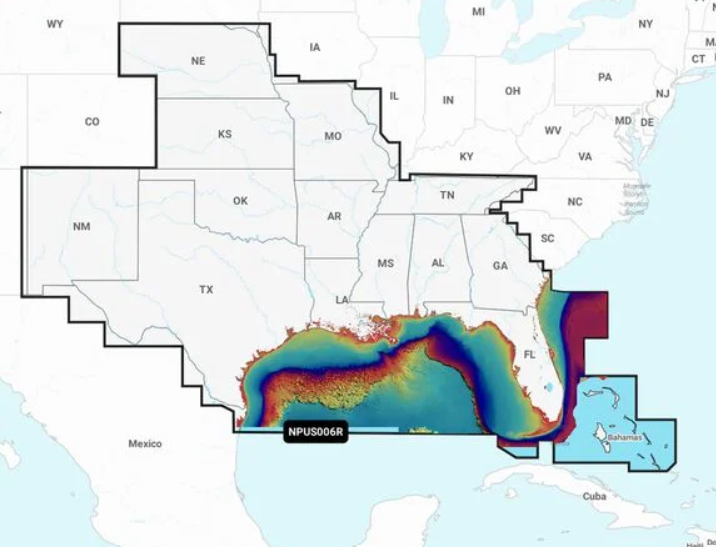 WY
MI
NY
MA
IA
NE
CT
PA
IL
IN
OH
NJ
CO
MD
DE
KS
MO
WV
KY
VA
TN
OK
NC
AR
NM
SC
MS
AL
GA
TX
LA
FL
NPUS006R
Bahamas
Mexico
Cuba